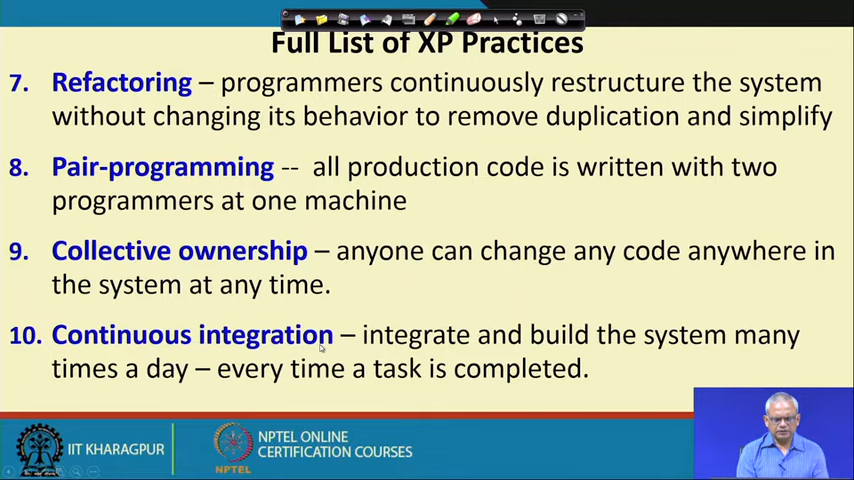 Full List of XP Practices
7. Refactoring – programmers continuously restructure the system
without changing its behavior to remove duplication and simplify
8. Pair-programming -- all production code is written with two
programmers at one machine
9. Collective ownership – anyone can change any code anywhere in
the system at any time.
10. Continuous integration – integrate and build the system many
times a day – every time a task is completed.
IIT KHARAGPUR
NPTEL
NPTEL ONLINE
CERTIFICATION COURSES